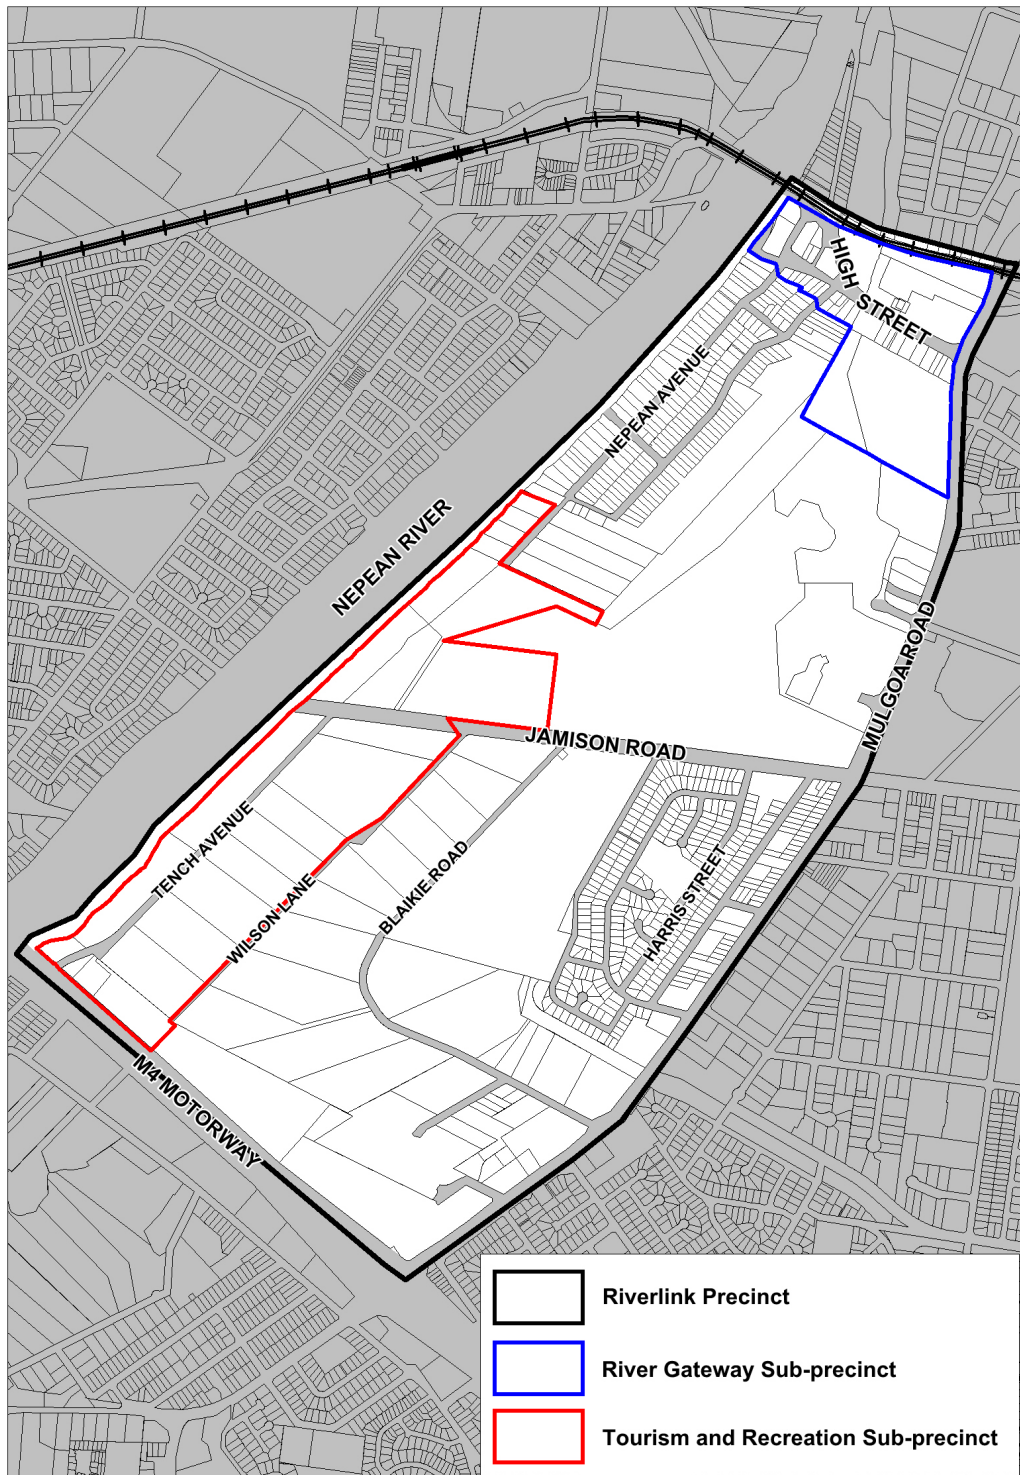 HIGH STREET
NEPEAN AVENUE
NEPEAN RIVER
MULGOA ROAD
JAMISON ROAD
TENCH AVENUE
WILSON LANE
BLAIKIE ROAD
HARRIS STREET
M4 MOTORWAY
Riverlink Precinct
River Gateway Sub-precinct
Tourism and Recreation Sub-precinct